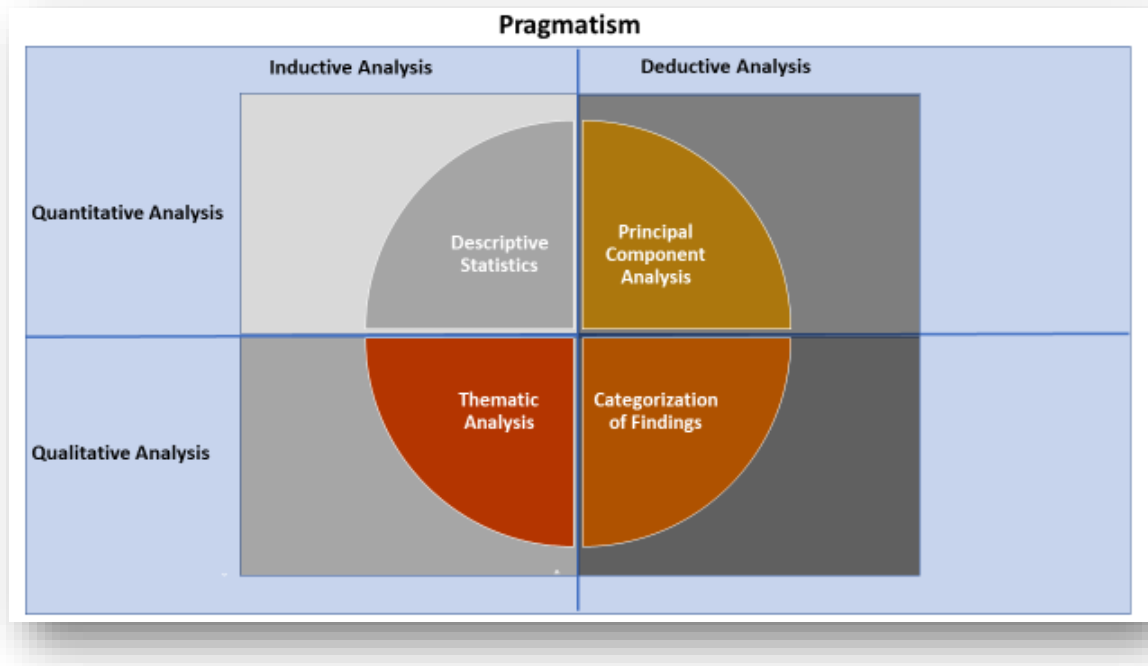 Pragmatism
Inductive Analysis
Deductive Analysis
Quantitative Analysis
Descriptive
Statistics
Principal
Component
Analysis
Qualitative Analysis
Thematic
Analysis
Categorization
of Findings